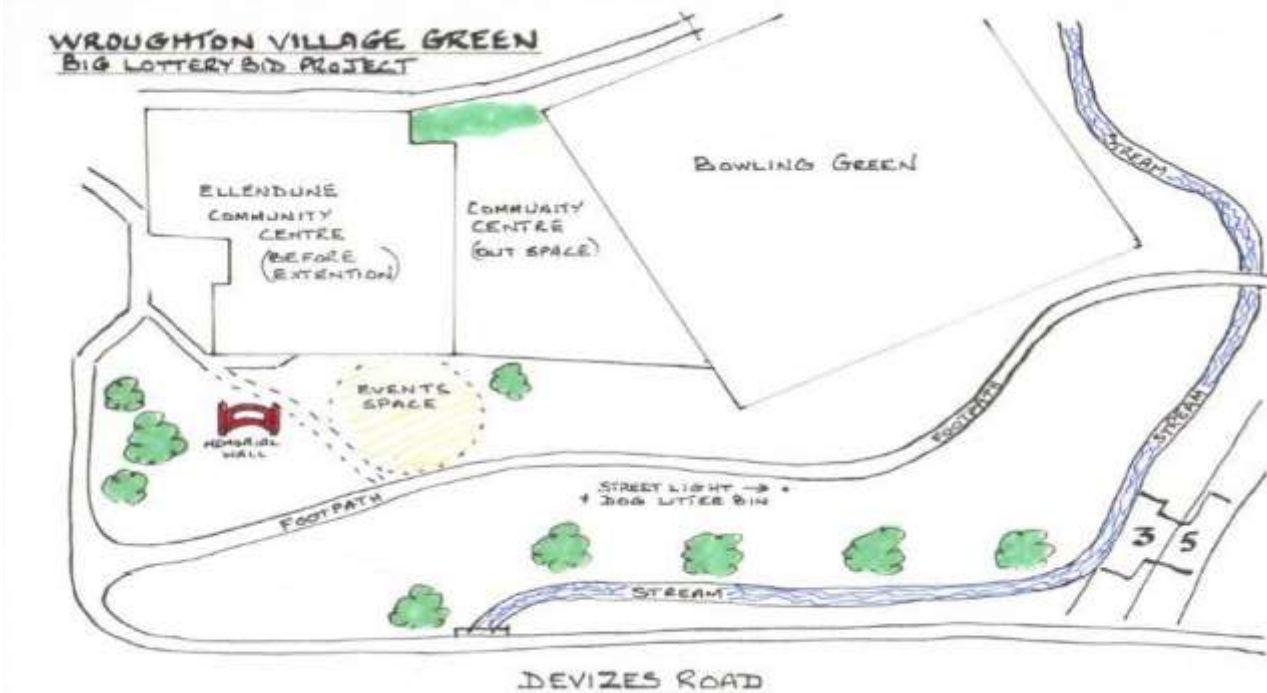 WROUGHTON VILLAGE GREEN
BIG LOTTERY BID PROJECT
STREAM
BOWLING GREEN
ELLENDUNE
COMMUNITY
CENTRE
(BEFORE
EXTENTION)
COMMUNITY
CENTRE
(OUT SPACE)
EVENTS
SPACE
MEMORIAL
WALL
FOOTPATH
STREAM
STREET LIGHT →
+ DOG LITTER BIN
FOOTPATH
3 5
STREAM
DEVIZES ROAD